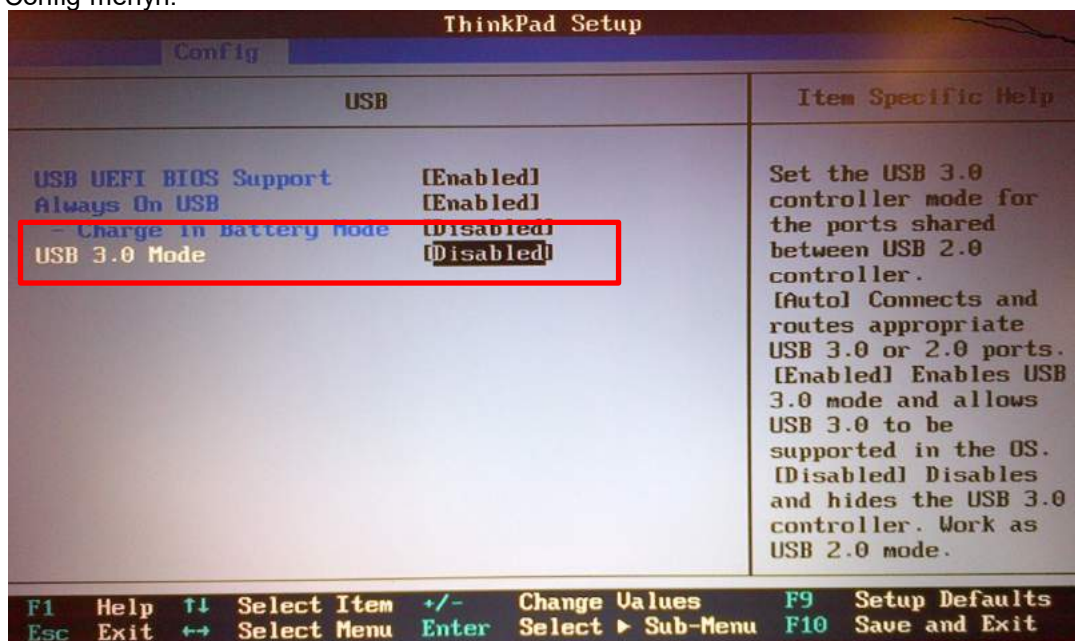 Config menyn.
ThinkPad Setup
Config
USB
Item Specific Help
USB UEFI BIOS Support [Enabled]
Always On USB [Enabled]
- Charge in Battery Mode [Disabled]
USB 3.0 Mode [Disabled]
Set the USB 3.0
controller mode for
the ports shared
between USB 2.0
controller.
[Auto] Connects and
routes appropriate
USB 3.0 or 2.0 ports.
[Enabled] Enables USB
3.0 mode and allows
USB 3.0 to be
supported in the OS.
[Disabled] Disables
and hides the USB 3.0
controller. Work as
USB 2.0 mode.
F1 Help ↑↓ Select Item +/- Change Values F9 Setup Defaults
Esc Exit ↔ Select Menu Enter Select ▶ Sub-Menu F10 Save and Exit